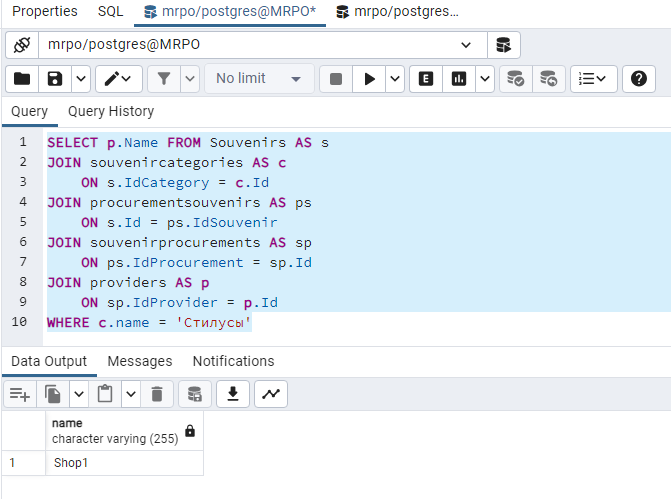 Properties SQL mrpo/postgres@MRPO* mrpo/postgres...
mrpo/postgres@MRPO
No limit
Query Query History
1 SELECT p.Name FROM Souvenirs AS s
2 JOIN souvenircategories AS c
3 ON s.IdCategory = c.Id
4 JOIN procurementsouvenirs AS ps
5 ON s.Id = ps.IdSouvenir
6 JOIN souvenirprocurements AS sp
7 ON ps.IdProcurement = sp.Id
8 JOIN providers AS p
9 ON sp.IdProvider = p.Id
10 WHERE c.name = 'Стилусы'
Data Output Messages Notifications
name
character varying (255)
1 Shop1